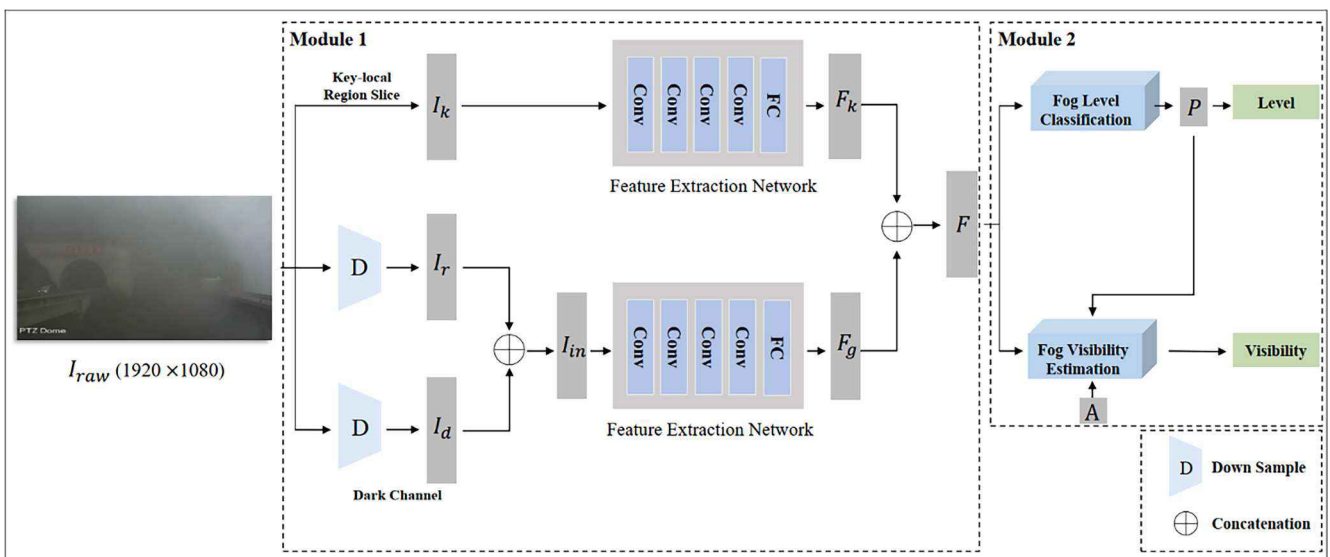 Module 1
Key-local
Region Slice
I_k
Conv
Conv
Conv
Conv
FC
F_k
Feature Extraction Network
D
I_r
D
I_d
Dark Channel
I_in
Conv
Conv
Conv
Conv
FC
F_g
Feature Extraction Network
F
PTZ Dome
I_raw (1920 ×1080)
Module 2
Fog Level
Classification
P
Level
Fog Visibility
Estimation
Visibility
A
D
Down Sample
Concatenation